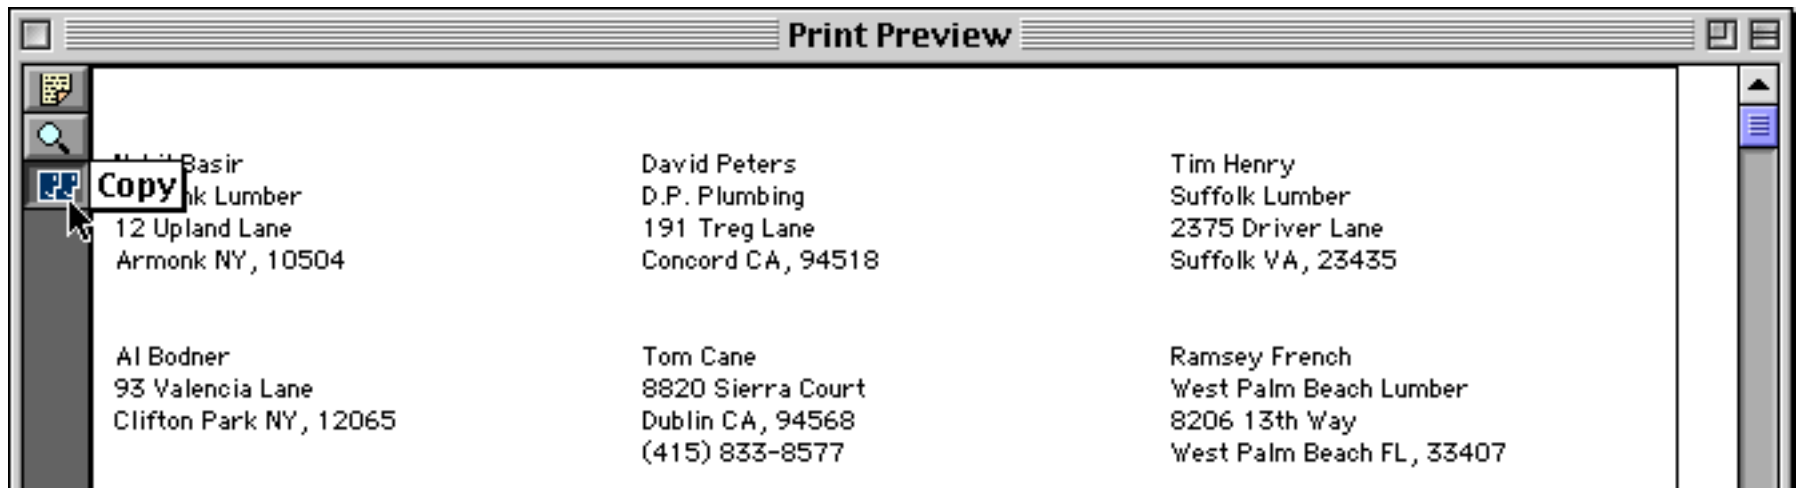 Print Preview
Copy
Basir
Lumber
12 Upland Lane
Armonk NY, 10504
David Peters
D.P. Plumbing
191 Treg Lane
Concord CA, 94518
Tim Henry
Suffolk Lumber
2375 Driver Lane
Suffolk VA, 23435
Al Bodner
93 Valencia Lane
Clifton Park NY, 12065
Tom Cane
8820 Sierra Court
Dublin CA, 94568
(415) 833-8577
Ramsey French
West Palm Beach Lumber
8206 13th Way
West Palm Beach FL, 33407